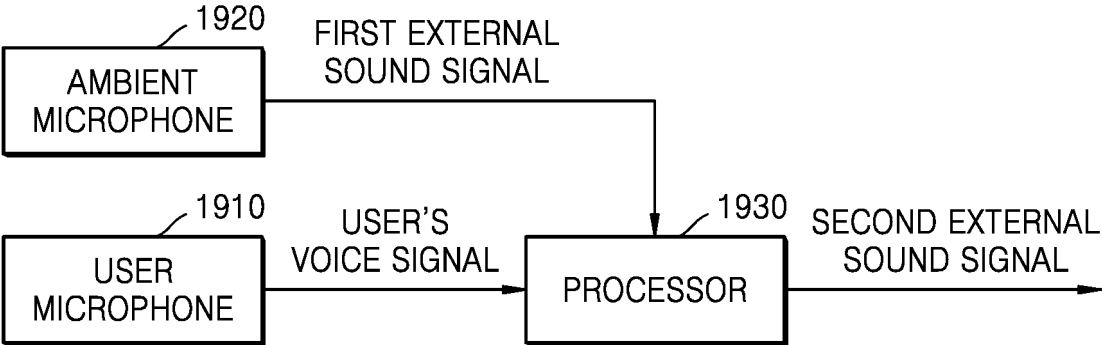 1920
AMBIENT
MICROPHONE
FIRST EXTERNAL
SOUND SIGNAL
1910
USER
MICROPHONE
USER'S
VOICE SIGNAL
1930
PROCESSOR
SECOND EXTERNAL
SOUND SIGNAL